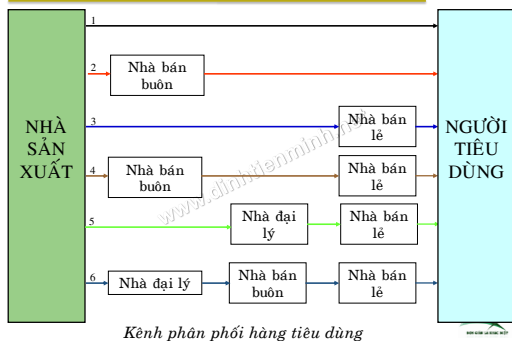 NHÀ
SẢN
XUẤT
1
2
Nhà bán
buôn
3
Nhà bán
lẻ
4
Nhà bán
buôn
Nhà bán
lẻ
5
Nhà đại
lý
Nhà bán
lẻ
6
Nhà đại lý
Nhà bán
buôn
Nhà bán
lẻ
NGƯỜI
TIÊU
DÙNG
www.dinhtienminh.net
Kênh phân phối hàng tiêu dùng